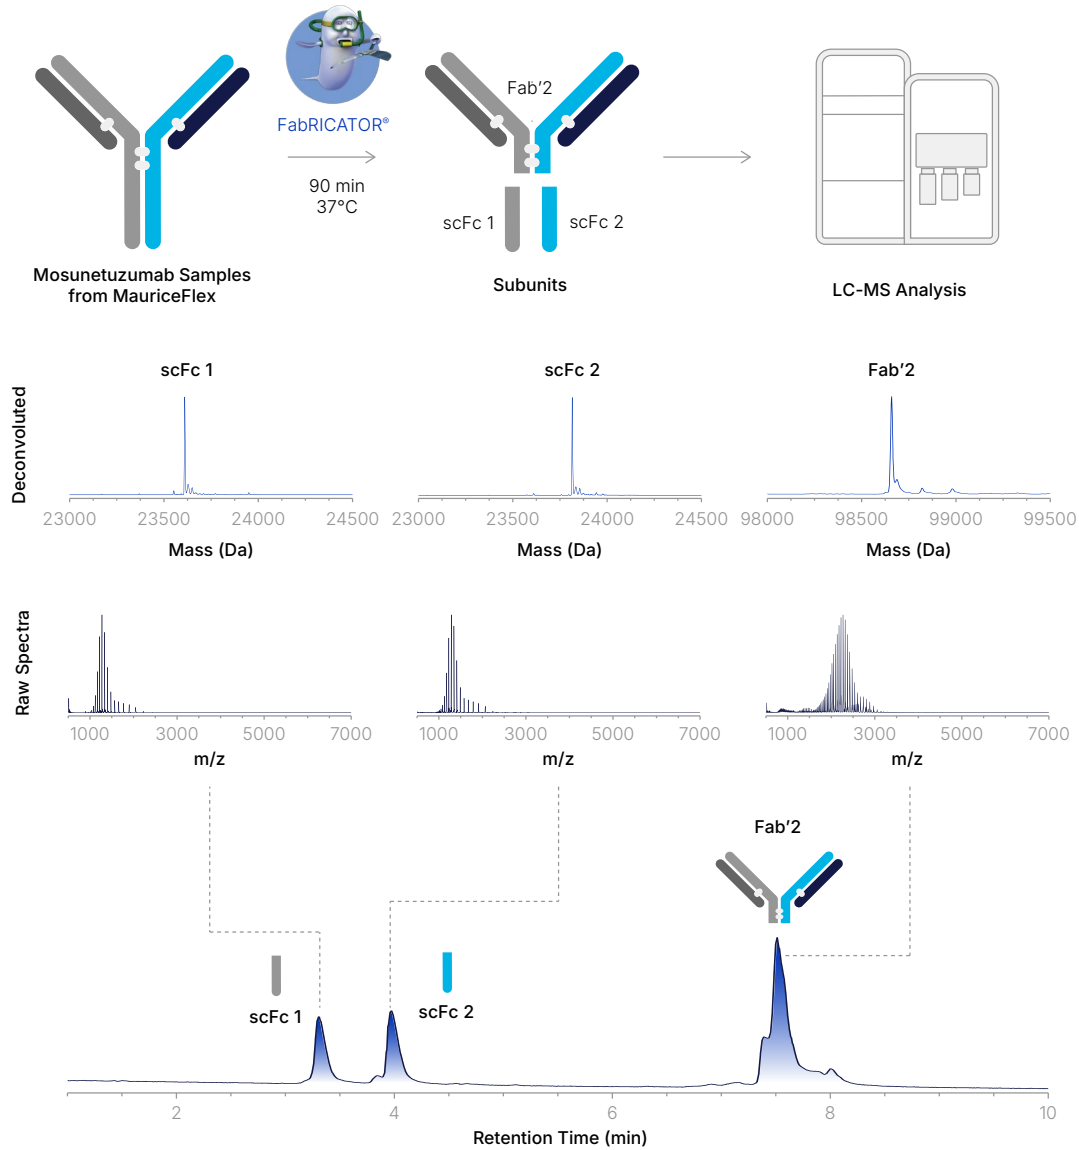 FabRICATOR®
90 min
37°C
Fab’2
scFc 1
scFc 2
Mosunetuzumab Samples
from MauriceFlex
Subunits
LC-MS Analysis
scFc 1
scFc 2
Fab’2
Deconvoluted
23000 23500 24000 24500
23000 23500 24000 24500
98000 98500 99000 99500
Mass (Da)
Mass (Da)
Mass (Da)
Raw Spectra
1000 3000 5000 7000
1000 3000 5000 7000
1000 3000 5000 7000
m/z
m/z
m/z
Fab’2
scFc 1
scFc 2
2 4 6 8 10
Retention Time (min)